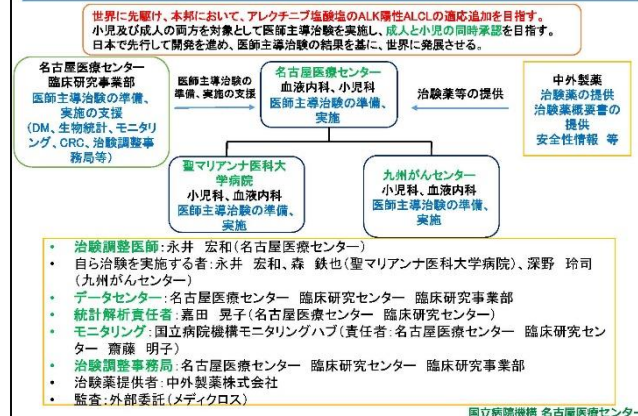 世界に先駆け、本邦において、アレクチニブ塩酸塩のALK陽性ALCLの適応追加を目指す。
小児及び成人の両方を対象として医師主導治験を実施し、成人と小児の同時承認を目指す。
日本で先行して開発を進め、医師主導治験の結果を基に、世界に発展させる。
名古屋医療センター
臨床研究事業部
医師主導治験の準備、
実施の支援
(DM、生物統計、モニタリ
ング、CRC、治験調整事
務局等)
医師主導治験の
準備、実施の支援
名古屋医療センター
血液内科、小児科
医師主導治験の準備、
実施
治験薬等の提供
中外製薬
治験薬の提供
治験薬概要書の
提供
安全性情報 等
聖マリアンナ医科大
学病院
小児科、血液内科
医師主導治験の準備、
実施
九州がんセンター
小児科、血液内科
医師主導治験の準備、
実施
• 治験調整医師:永井 宏和(名古屋医療センター)
• 自ら治験を実施する者:永井 宏和、森 鉄也(聖マリアンナ医科大学病院)、深野 玲司
(九州がんセンター)
• データセンター:名古屋医療センター 臨床研究センター 臨床研究事業部
• 統計解析責任者:嘉田 晃子(名古屋医療センター 臨床研究センター)
• モニタリング:国立病院機構モニタリングハブ(責任者:名古屋医療センター 臨床研究セン
ター 齋藤 明子)
• 治験調整事務局:名古屋医療センター 臨床研究センター 臨床研究事業部
• 治験薬提供者:中外製薬株式会社
• 監査:外部委託(メディクロス)
国立病院機構 名古屋医療センター